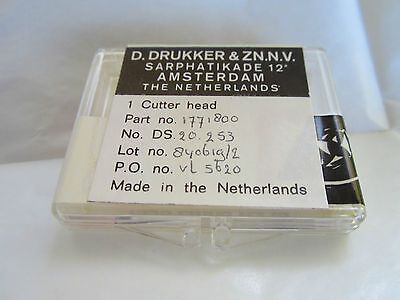 D. DRUKKER & ZN.N.V.
SARPHATIKADE 12
AMSTERDAM
THE NETHERLANDS
1 Cutter head
Part no. 1771800
No. DS. 20.253
Lot no. 840619/2
P.O. no. VL 5620
Made in the Netherlands